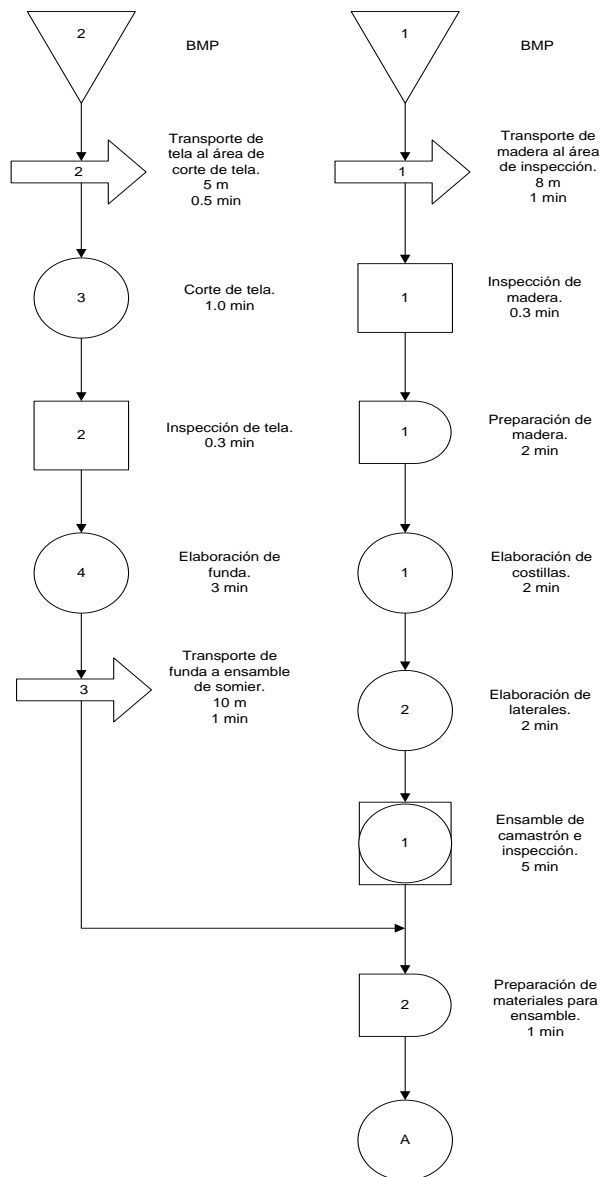 2
BMP
Transporte de
tela al área de
corte de tela.
5 m
0.5 min
2
3
Corte de tela.
1.0 min
2
Inspección de tela.
0.3 min
4
Elaboración de
funda.
3 min
3
Transporte de
funda a ensamble
de somier.
10 m
1 min
1
BMP
Transporte de
madera al área
de inspección.
8 m
1 min
1
1
Inspección de
madera.
0.3 min
1
Preparación de
madera.
2 min
1
Elaboración de
costillas.
2 min
2
Elaboración de
laterales.
2 min
1
Ensamble de
camastrón e
inspección.
5 min
2
Preparación de
materiales para
ensamble.
1 min
A